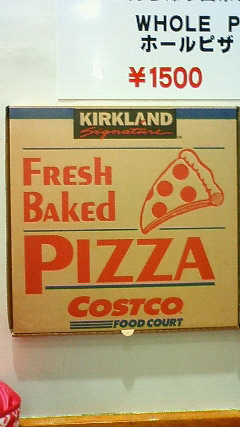 WHOLE P
ホールピザ
¥1500
KIRKLAND
Signature
FRESH
BAKED
PIZZA
COSTCO
FOOD COURT